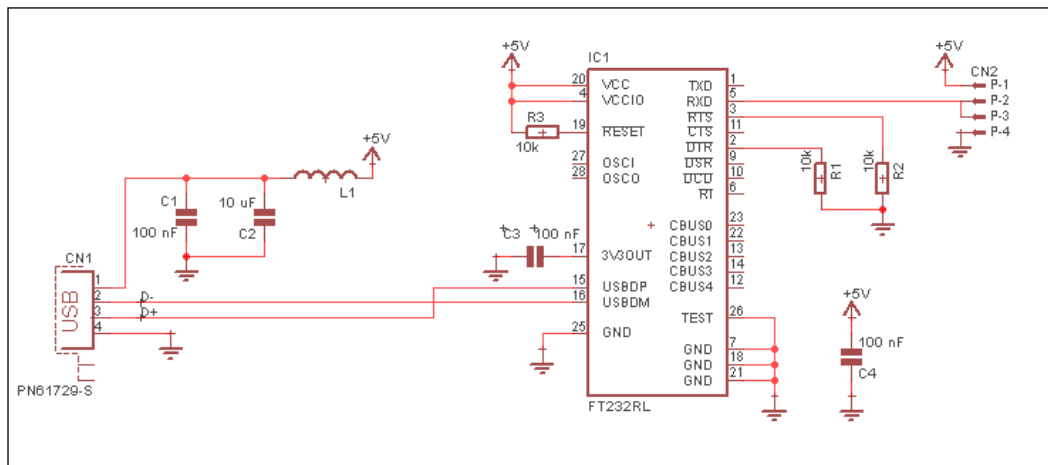 +5V
IC1
20 VCC TXD 1
4 VCCIO RXD 5
RTS 3
R3
10k
19 RESET CTS 11
DTR 2
27 OSCI DSR 9
28 OSCO DCD 10
RI 6
+5V
CN2
P-1
P-2
P-3
P-4
10k
R1
10k
R2
+5V
L1
C1
100 nF
10 uF
C2
C3
100 nF
17 3V3OUT
CBUS0 23
CBUS1 22
CBUS2 13
CBUS3 14
CBUS4 12
15 USBDP
16 USBDM
25 GND
TEST 26
GND 7
GND 18
GND 21
FT232RL
CN1
USB
1
2
3
4
D-
D+
PN61729-S
+5V
100 nF
C4